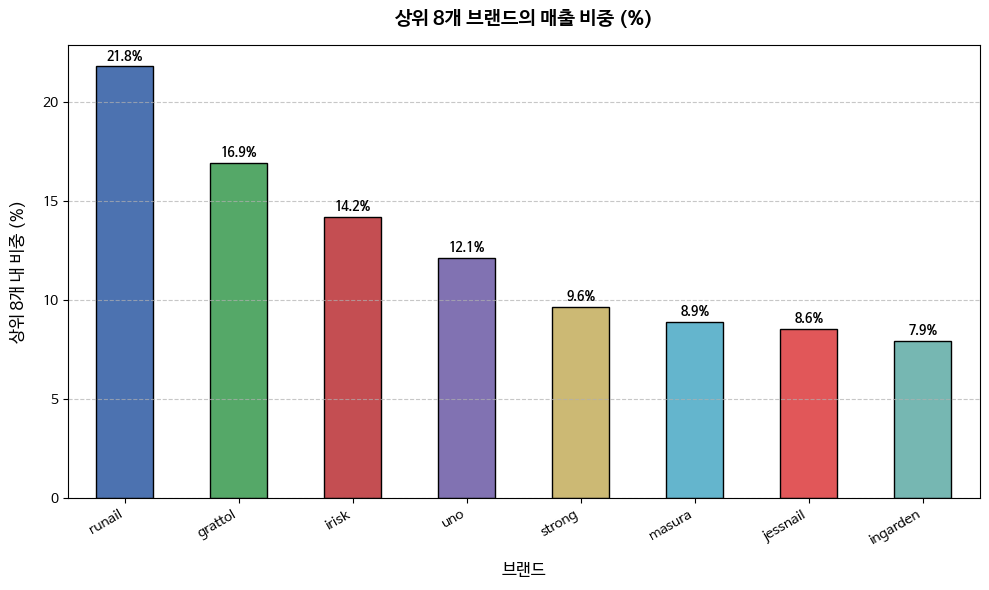 상위 8개 브랜드의 매출 비중 (%)
상위 8개 내 비중 (%)
20
15
10
5
0
21.8%
16.9%
14.2%
12.1%
9.6%
8.9%
8.6%
7.9%
runail
grattol
irisk
uno
strong
masura
jessnail
ingarden
브랜드